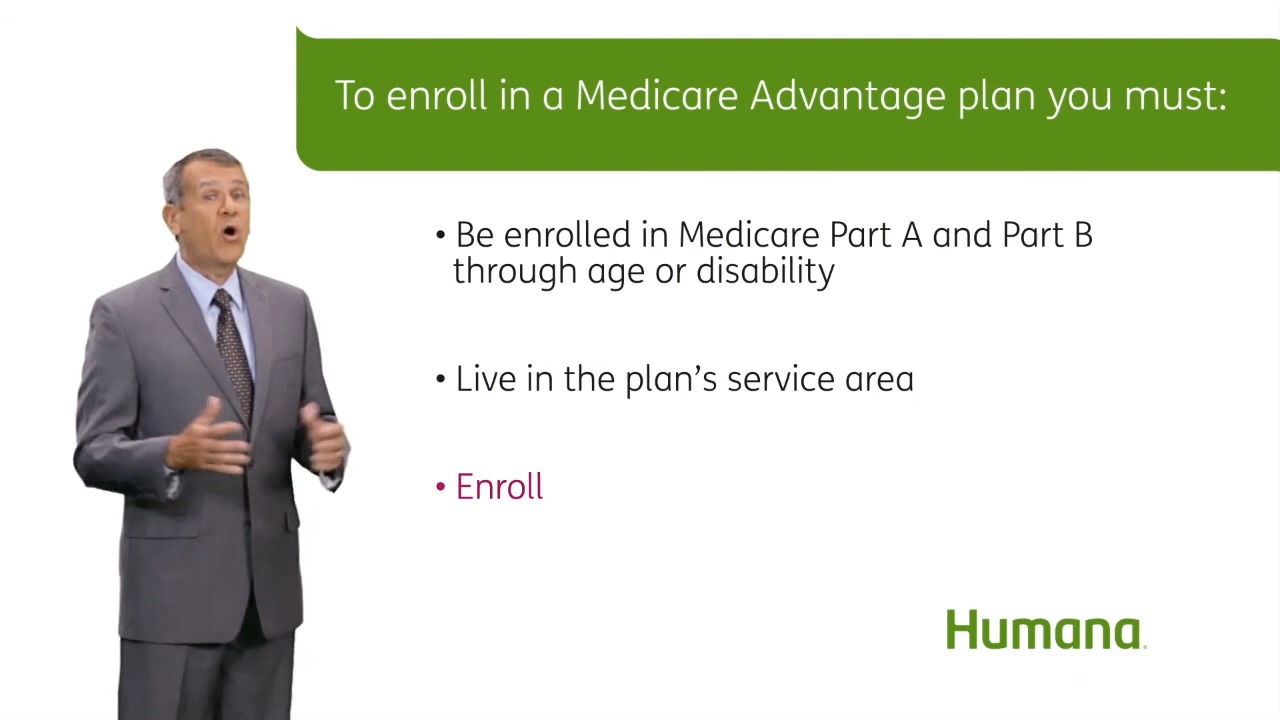 To enroll in a Medicare Advantage plan you must:
• Be enrolled in Medicare Part A and Part B
through age or disability
• Live in the plan’s service area
• Enroll
Humana